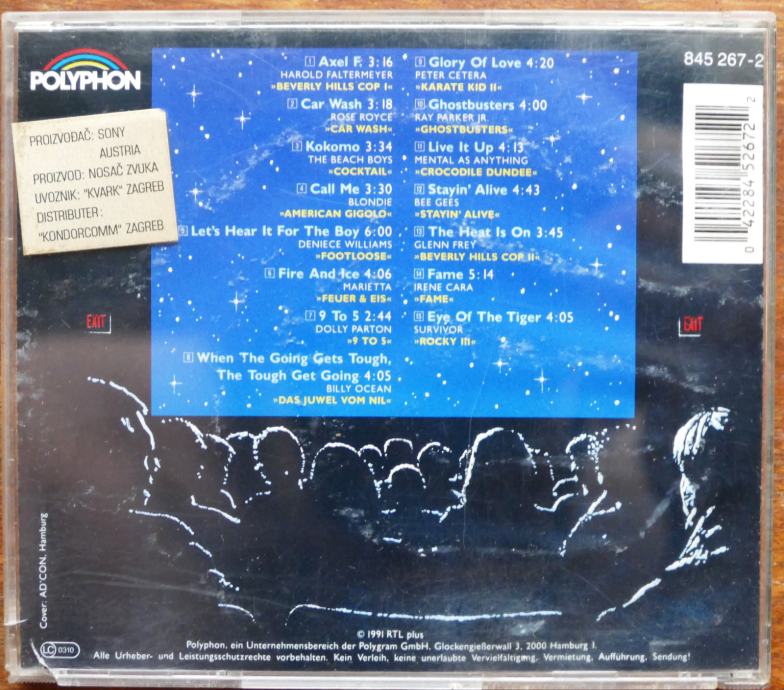 POLYPHON
845 267-2
PROIZVOĐAČ: SONY
AUSTRIA
PROIZVOD: NOSAČ ZVUKA
UVOZNIK: "KVARK" ZAGREB
DISTRIBUTER:
"KONDORCOMM" ZAGREB
1 Axel F. 3:16
HAROLD FALTERMEYER
»BEVERLY HILLS COP I«
2 Car Wash 3:18
ROSE ROYCE
»CAR WASH«
3 Kokomo 3:34
THE BEACH BOYS
»COCKTAIL«
4 Call Me 3:30
BLONDIE
»AMERICAN GIGOLO«
5 Let's Hear It For The Boy 6:00
DENIECE WILLIAMS
»FOOTLOOSE«
6 Fire And Ice 4:06
MARIETTA
»FEUER & EIS«
7 9 To 5 2:44
DOLLY PARTON
»9 TO 5«
8 When The Going Gets Tough,
The Tough Get Going 4:05
BILLY OCEAN
»DAS JUWEL VOM NIL«
9 Glory Of Love 4:20
PETER CETERA
»KARATE KID II«
10 Ghostbusters 4:00
RAY PARKER JR.
»GHOSTBUSTERS«
11 Live It Up 4:13
MENTAL AS ANYTHING
»CROCODILE DUNDEE«
12 Stayin' Alive 4:43
BEE GEES
»STAYIN' ALIVE«
13 The Heat Is On 3:45
GLENN FREY
»BEVERLY HILLS COP II«
14 Fame 5:14
IRENE CARA
»FAME«
15 Eye Of The Tiger 4:05
SURVIVOR
»ROCKY III«
0 42284 52672 2
EXIT
EXIT
Cover: AD'CON, Hamburg
LC 0310
© 1991 RTL plus
Polyphon, ein Unternehmensbereich der Polygram GmbH, Glockengießerwall 3, 2000 Hamburg 1.
Alle Urheber- und Leistungsschutzrechte vorbehalten. Kein Verleih, keine unerlaubte Vervielfältigung, Vermietung, Aufführung, Sendung!